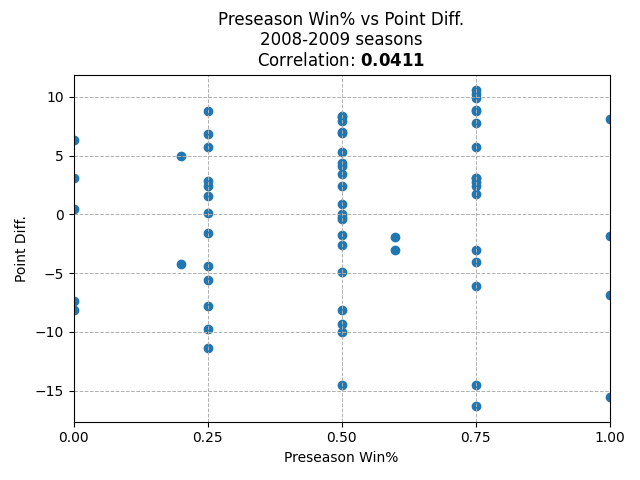 Preseason Win% vs Point Diff.
2008-2009 seasons
Correlation: 0.0411
Point Diff.
10
5
0
−5
−10
−15
0.00 0.25 0.50 0.75 1.00
Preseason Win%